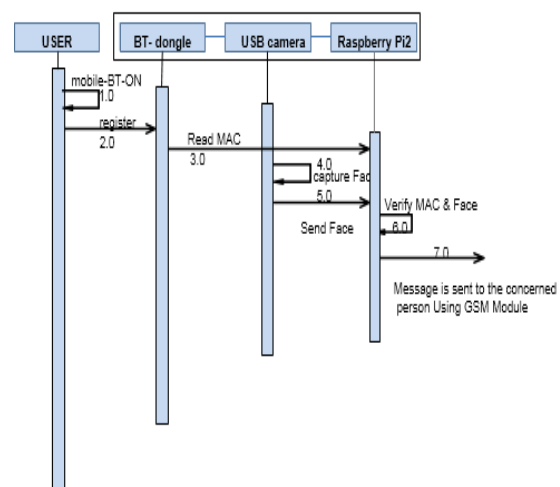 USER
BT- dongle
USB camera
Raspberry Pi2
mobile-BT-ON
1.0
register
2.0
Read MAC
3.0
4.0
capture Fac
5.0
Send Face
Verify MAC & Face
6.0
7.0
Message is sent to the concerned
person Using GSM Module